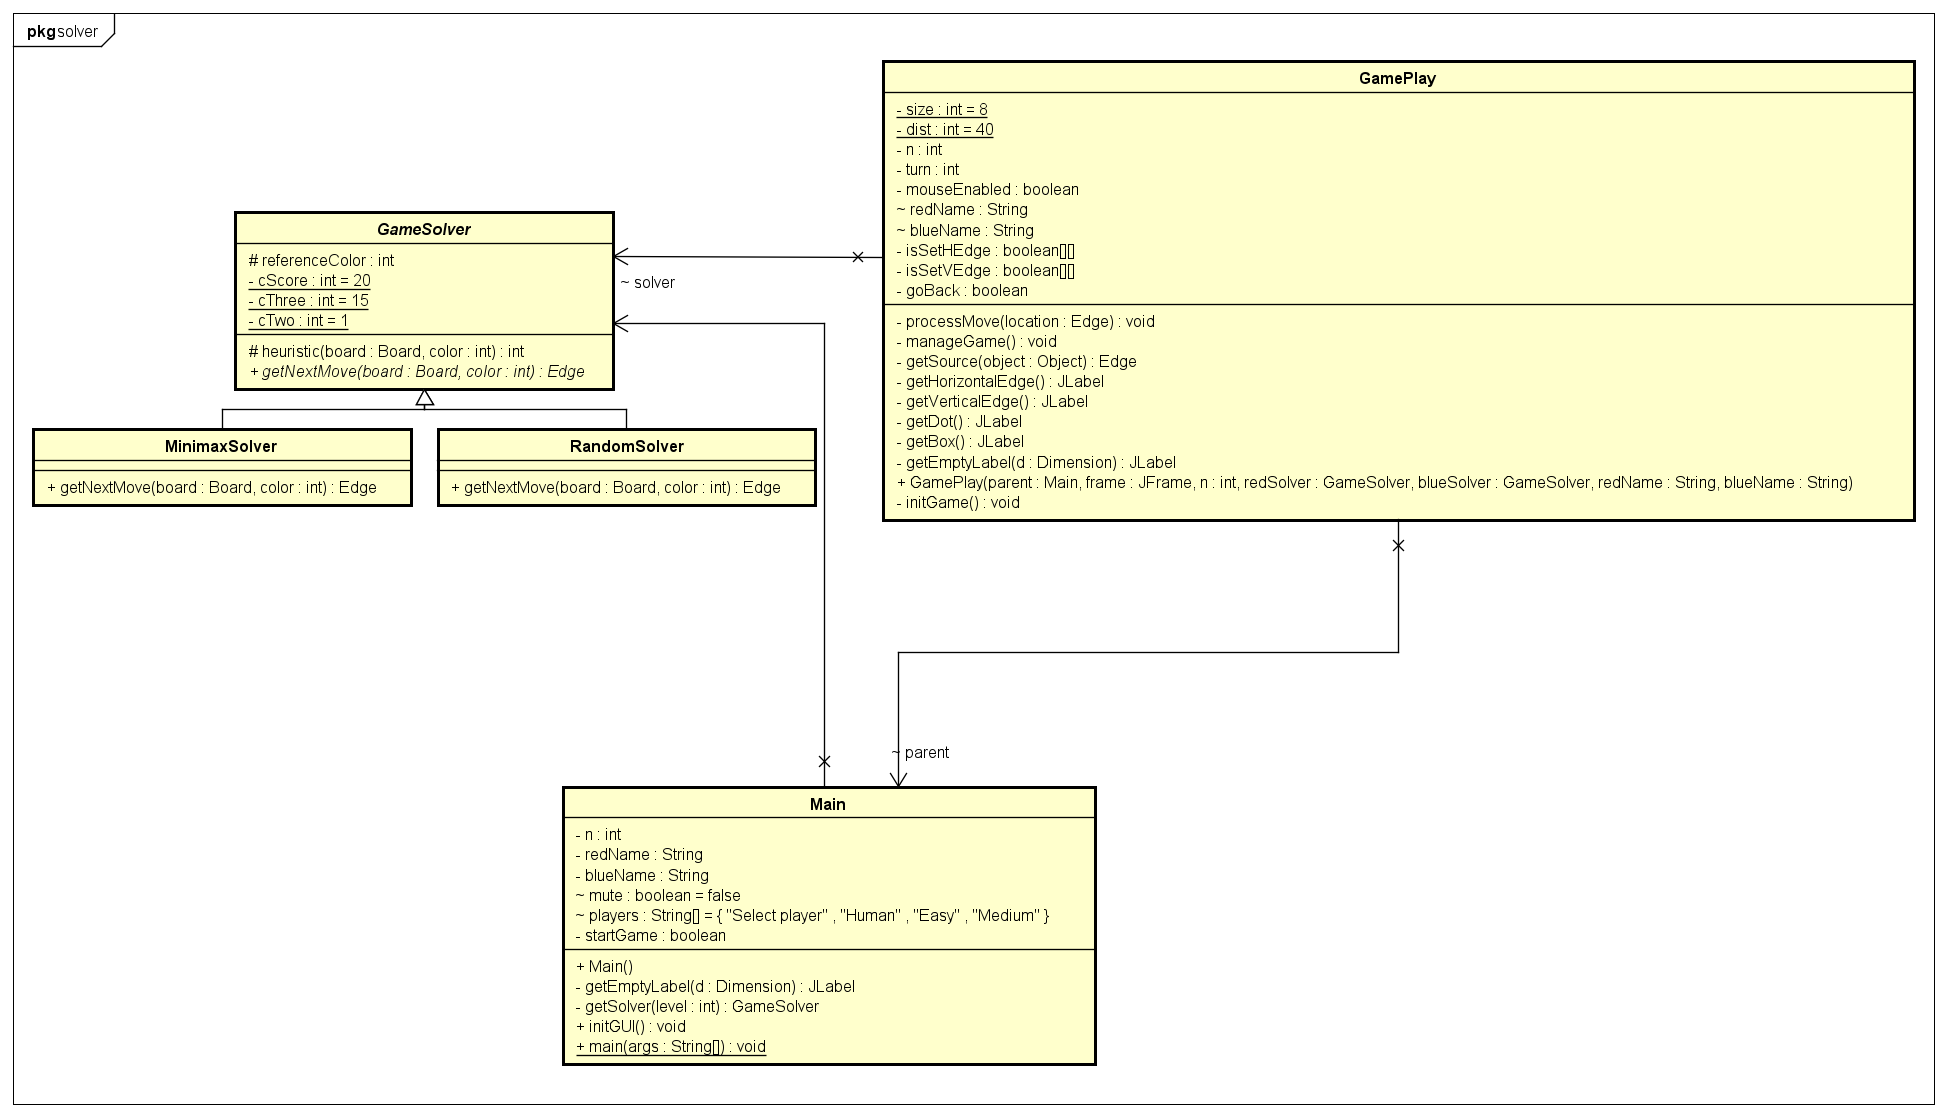 pkg solver
GamePlay
- size : int = 8
- dist : int = 40
- n : int
- turn : int
- mouseEnabled : boolean
~ redName : String
~ blueName : String
- isSetHEdge : boolean[][]
- isSetVEdge : boolean[][]
- goBack : boolean
- processMove(location : Edge) : void
- manageGame() : void
- getSource(object : Object) : Edge
- getHorizontalEdge() : JLabel
- getVerticalEdge() : JLabel
- getDot() : JLabel
- getBox() : JLabel
- getEmptyLabel(d : Dimension) : JLabel
+ GamePlay(parent : Main, frame : JFrame, n : int, redSolver : GameSolver, blueSolver : GameSolver, redName : String, blueName : String)
- initGame() : void
GameSolver
# referenceColor : int
- cScore : int = 20
- cThree : int = 15
- cTwo : int = 1
# heuristic(board : Board, color : int) : int
+ getNextMove(board : Board, color : int) : Edge
~ solver
MinimaxSolver
+ getNextMove(board : Board, color : int) : Edge
RandomSolver
+ getNextMove(board : Board, color : int) : Edge
~ parent
Main
- n : int
- redName : String
- blueName : String
~ mute : boolean = false
~ players : String[] = { "Select player" , "Human" , "Easy" , "Medium" }
- startGame : boolean
+ Main()
- getEmptyLabel(d : Dimension) : JLabel
- getSolver(level : int) : GameSolver
+ initGUI() : void
+ main(args : String[]) : void